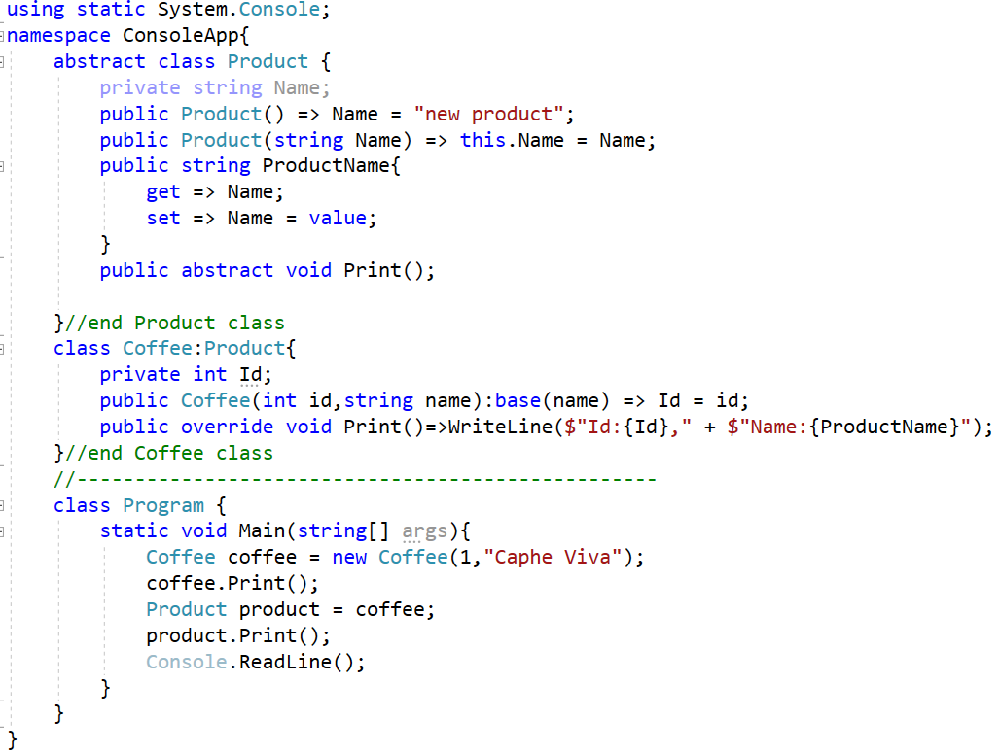 using static System.Console;
namespace ConsoleApp{
    abstract class Product {
        private string Name;
        public Product() => Name = "new product";
        public Product(string Name) => this.Name = Name;
        public string ProductName{
            get => Name;
            set => Name = value;
        }
        public abstract void Print();
    }//end Product class
    class Coffee:Product{
        private int Id;
        public Coffee(int id,string name):base(name) => Id = id;
        public override void Print()=>WriteLine($"Id:{Id}," + $"Name:{ProductName}");
    }//end Coffee class
    //--------------------------------------------------
    class Program {
        static void Main(string[] args){
            Coffee coffee = new Coffee(1,"Caphe Viva");
            coffee.Print();
            Product product = coffee;
            product.Print();
            Console.ReadLine();
        }
    }
}